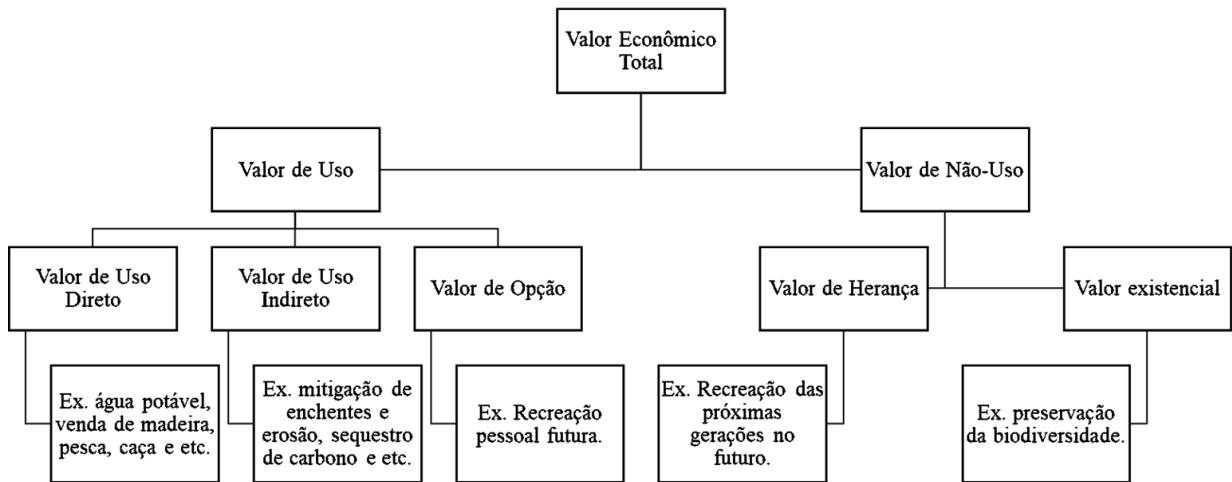 Valor Econômico
Total
Valor de Uso
Valor de Não-Uso
Valor de Uso
Direto
Valor de Uso
Indireto
Valor de Opção
Valor de Herança
Valor existencial
Ex. água potável,
venda de madeira,
pesca, caça e etc.
Ex. mitigação de
enchentes e
erosão, sequestro
de carbono e etc.
Ex. Recreação
pessoal futura.
Ex. Recreação das
próximas
gerações no
futuro.
Ex. preservação
da biodiversidade.